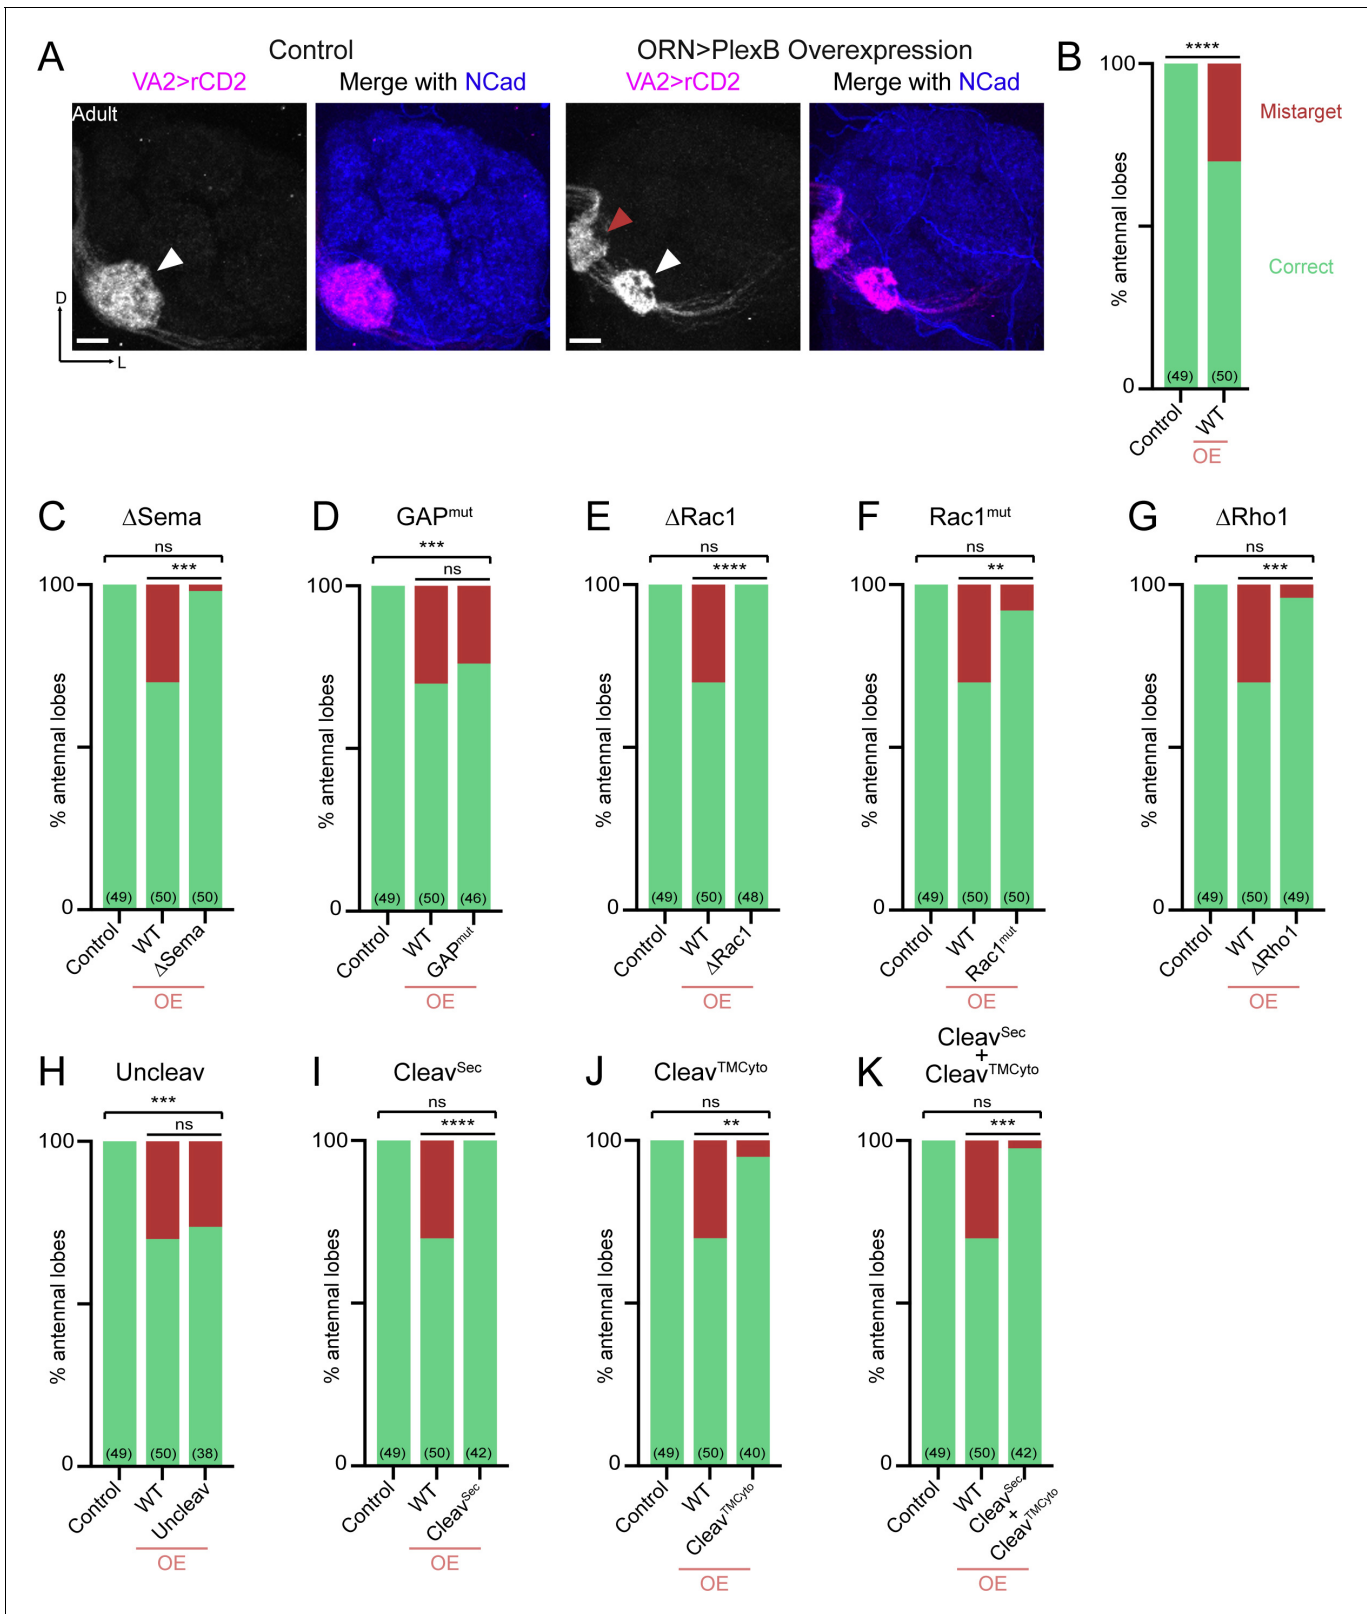 A
Control
ORN>PlexB Overexpression
VA2>rCD2
Merge with NCad
VA2>rCD2
Merge with NCad
Adult
D
L
B
****
100
% antennal lobes
0
(49)
(50)
Control
WT
OE
Mistarget
Correct
C
ΔSema
ns
***
100
% antennal lobes
0
(49)
(50)
(50)
Control
WT
ΔSema
OE
D
GAPmut
***
ns
100
% antennal lobes
0
(49)
(50)
(46)
Control
WT
GAPmut
OE
E
ΔRac1
ns
****
100
% antennal lobes
0
(49)
(50)
(48)
Control
WT
ΔRac1
OE
F
Rac1mut
ns
**
100
% antennal lobes
0
(49)
(50)
(50)
Control
WT
Rac1mut
OE
G
ΔRho1
ns
***
100
% antennal lobes
0
(49)
(50)
(49)
Control
WT
ΔRho1
OE
H
Uncleav
***
ns
100
% antennal lobes
0
(49)
(50)
(38)
Control
WT
Uncleav
OE
I
CleavSec
ns
****
100
% antennal lobes
0
(49)
(50)
(42)
Control
WT
CleavSec
OE
J
CleavTMCyto
ns
**
100
% antennal lobes
0
(49)
(50)
(40)
Control
WT
CleavTMCyto
OE
K
CleavSec
+
CleavTMCyto
ns
***
100
% antennal lobes
0
(49)
(50)
(42)
Control
WT
CleavSec
+
CleavTMCyto
OE